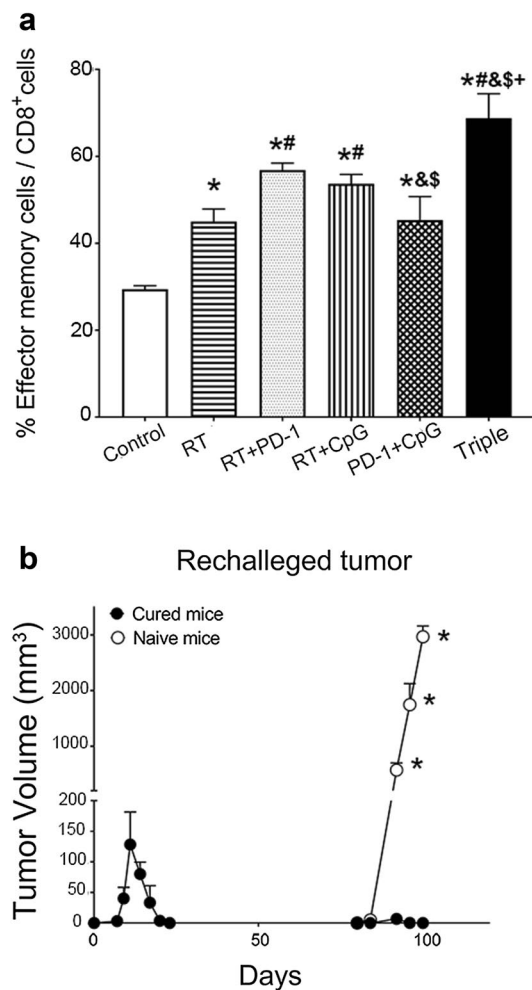 a
% Effector memory cells / CD8+cells
80
60
40
20
0
*
*#
*#
*&$
*#&$+
Control
RT
RT+PD-1
RT+CpG
PD-1+CpG
Triple
b
Rechalleged tumor
Cured mice
Naive mice
Tumor Volume (mm3)
3000
2000
1000
200
150
100
50
0
*
*
*
0
50
100
Days